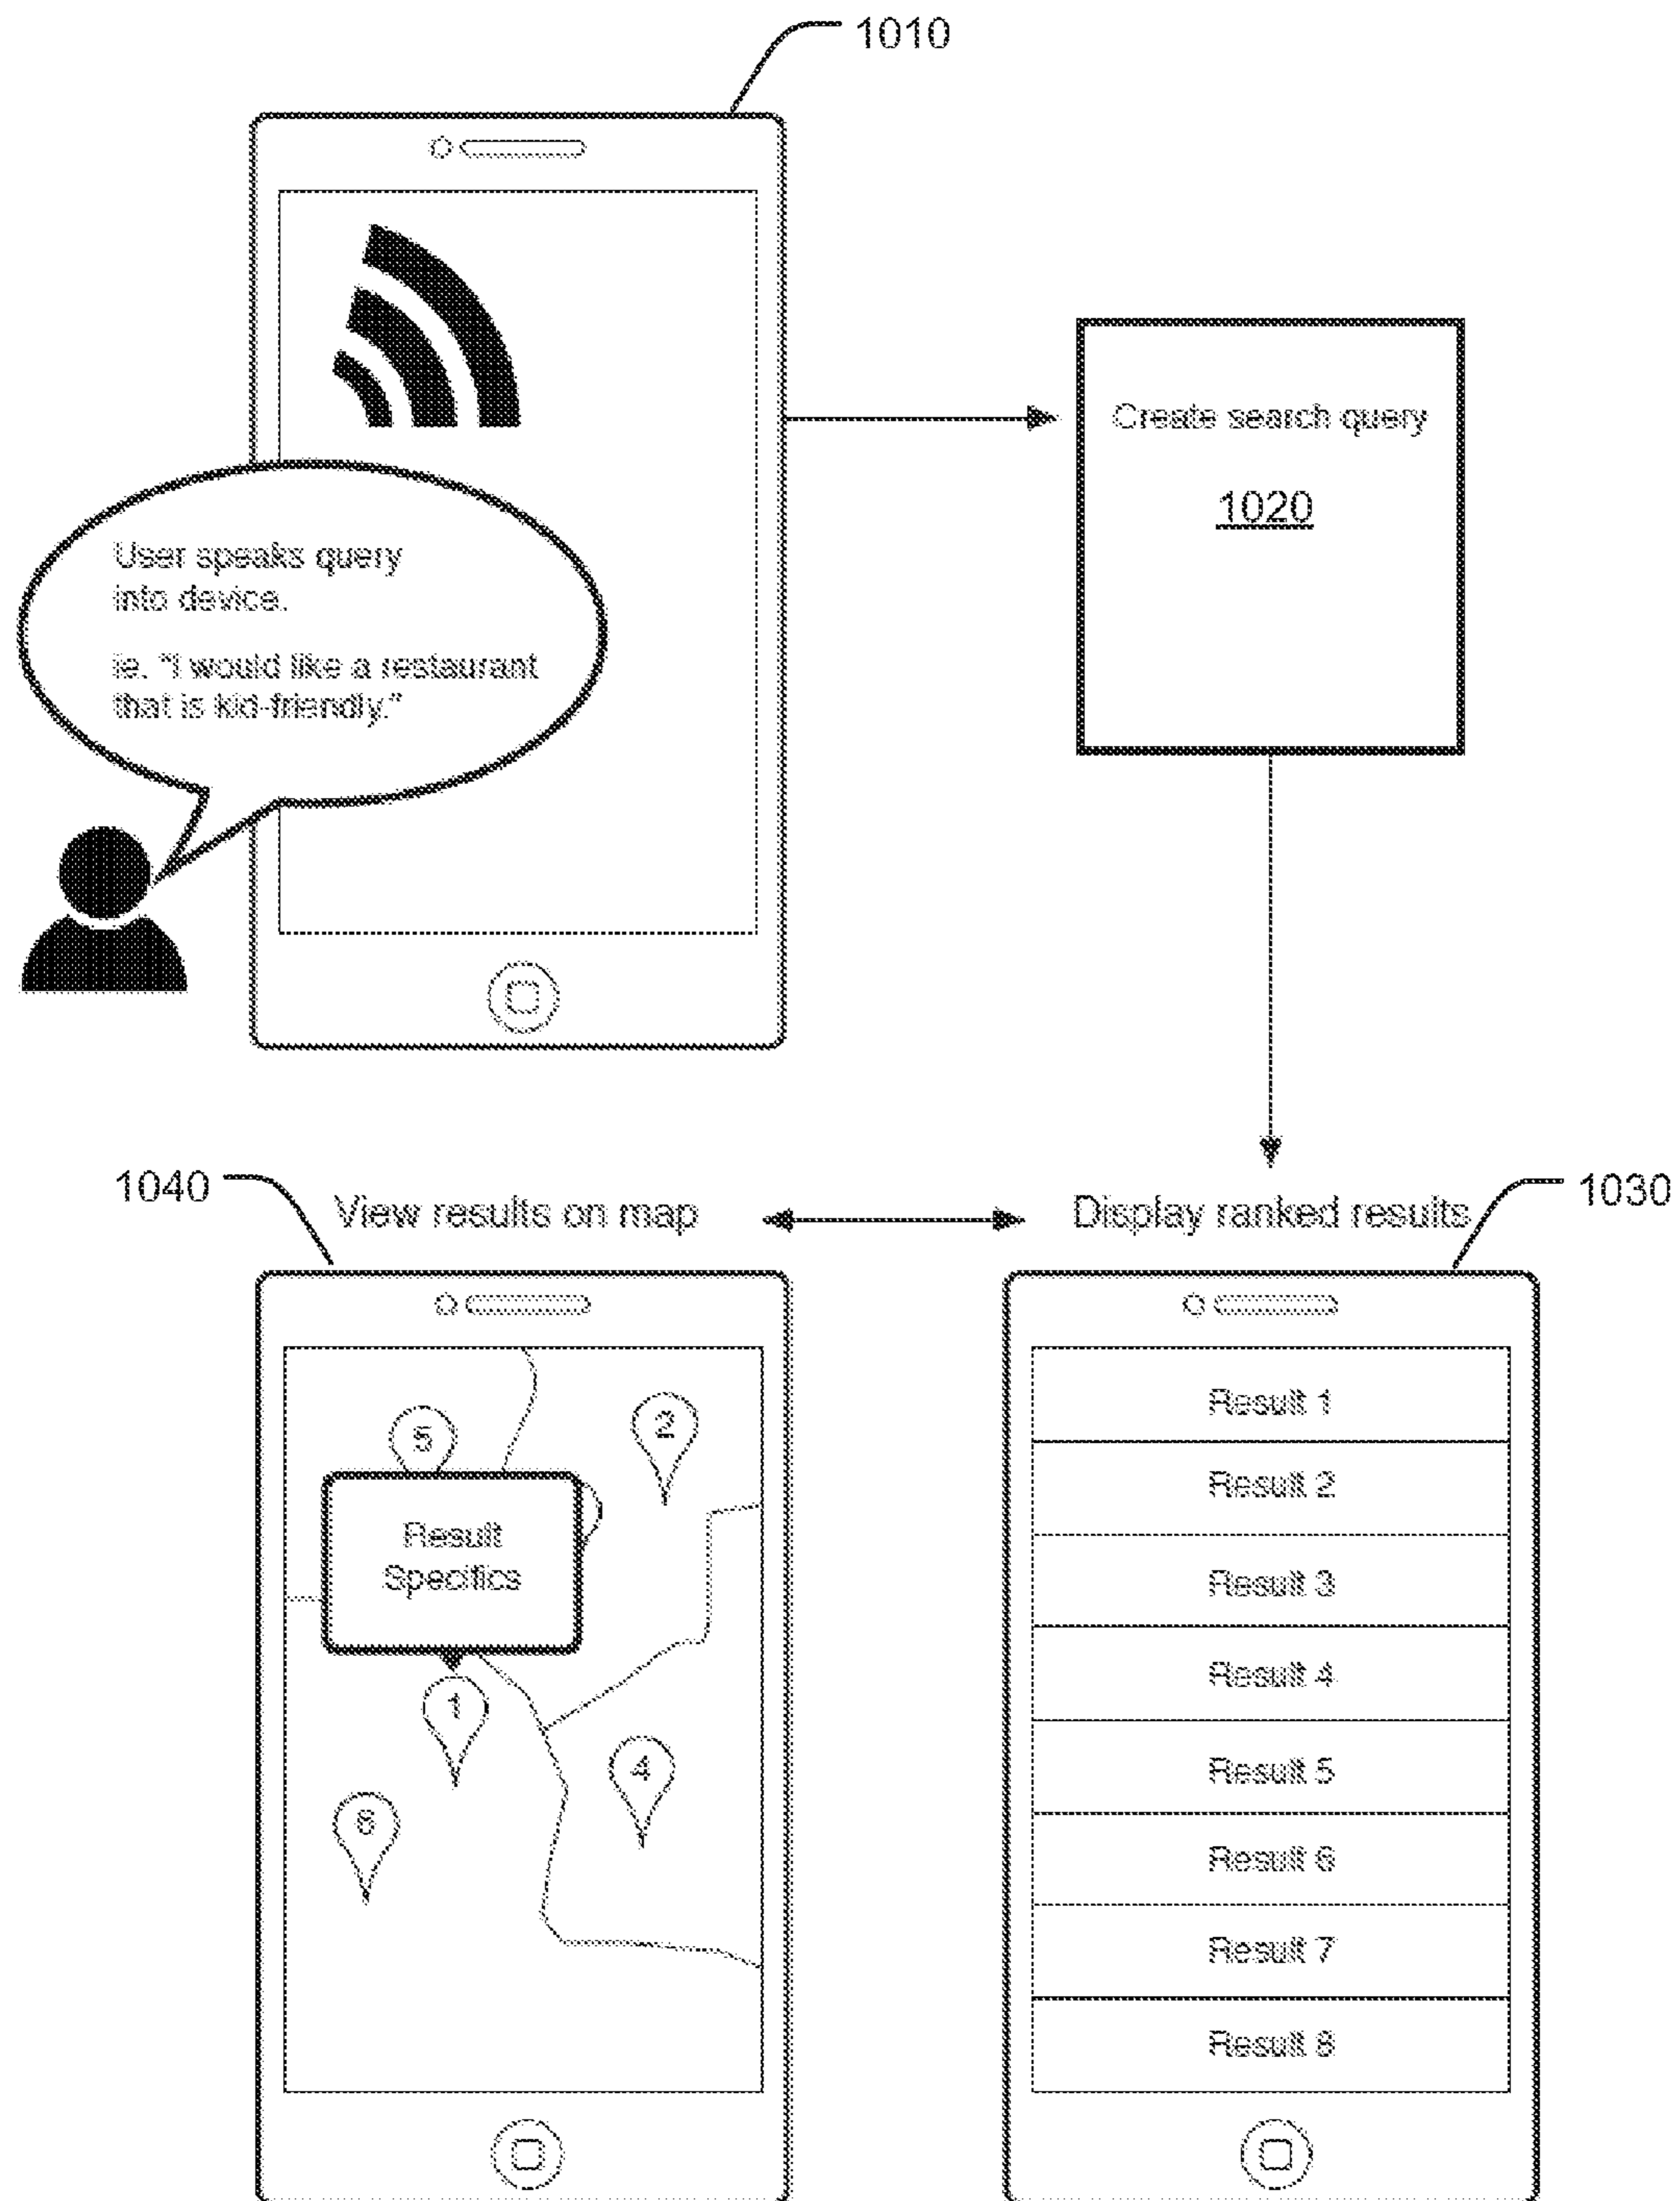 1010
Create search query
1020
User speaks query
into device.
ie. "I would like a restaurant
that is kid-friendly."
1040
View results on map
Display ranked results
1030
5
2
Result
Specifics
1
4
6
Result 1
Result 2
Result 3
Result 4
Result 5
Result 6
Result 7
Result 8